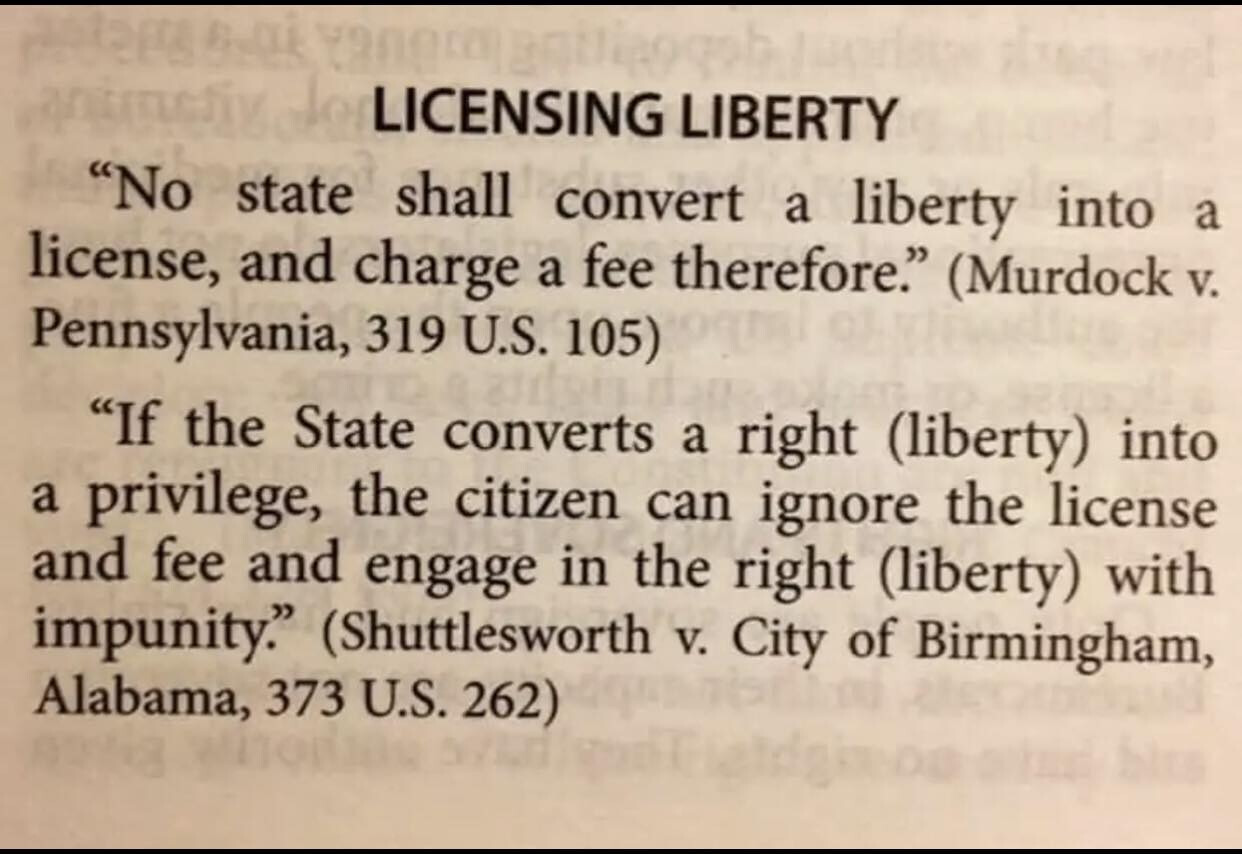 LICENSING LIBERTY
“No state shall convert a liberty into a
license, and charge a fee therefore.” (Murdock v.
Pennsylvania, 319 U.S. 105)
“If the State converts a right (liberty) into
a privilege, the citizen can ignore the license
and fee and engage in the right (liberty) with
impunity.” (Shuttlesworth v. City of Birmingham,
Alabama, 373 U.S. 262)